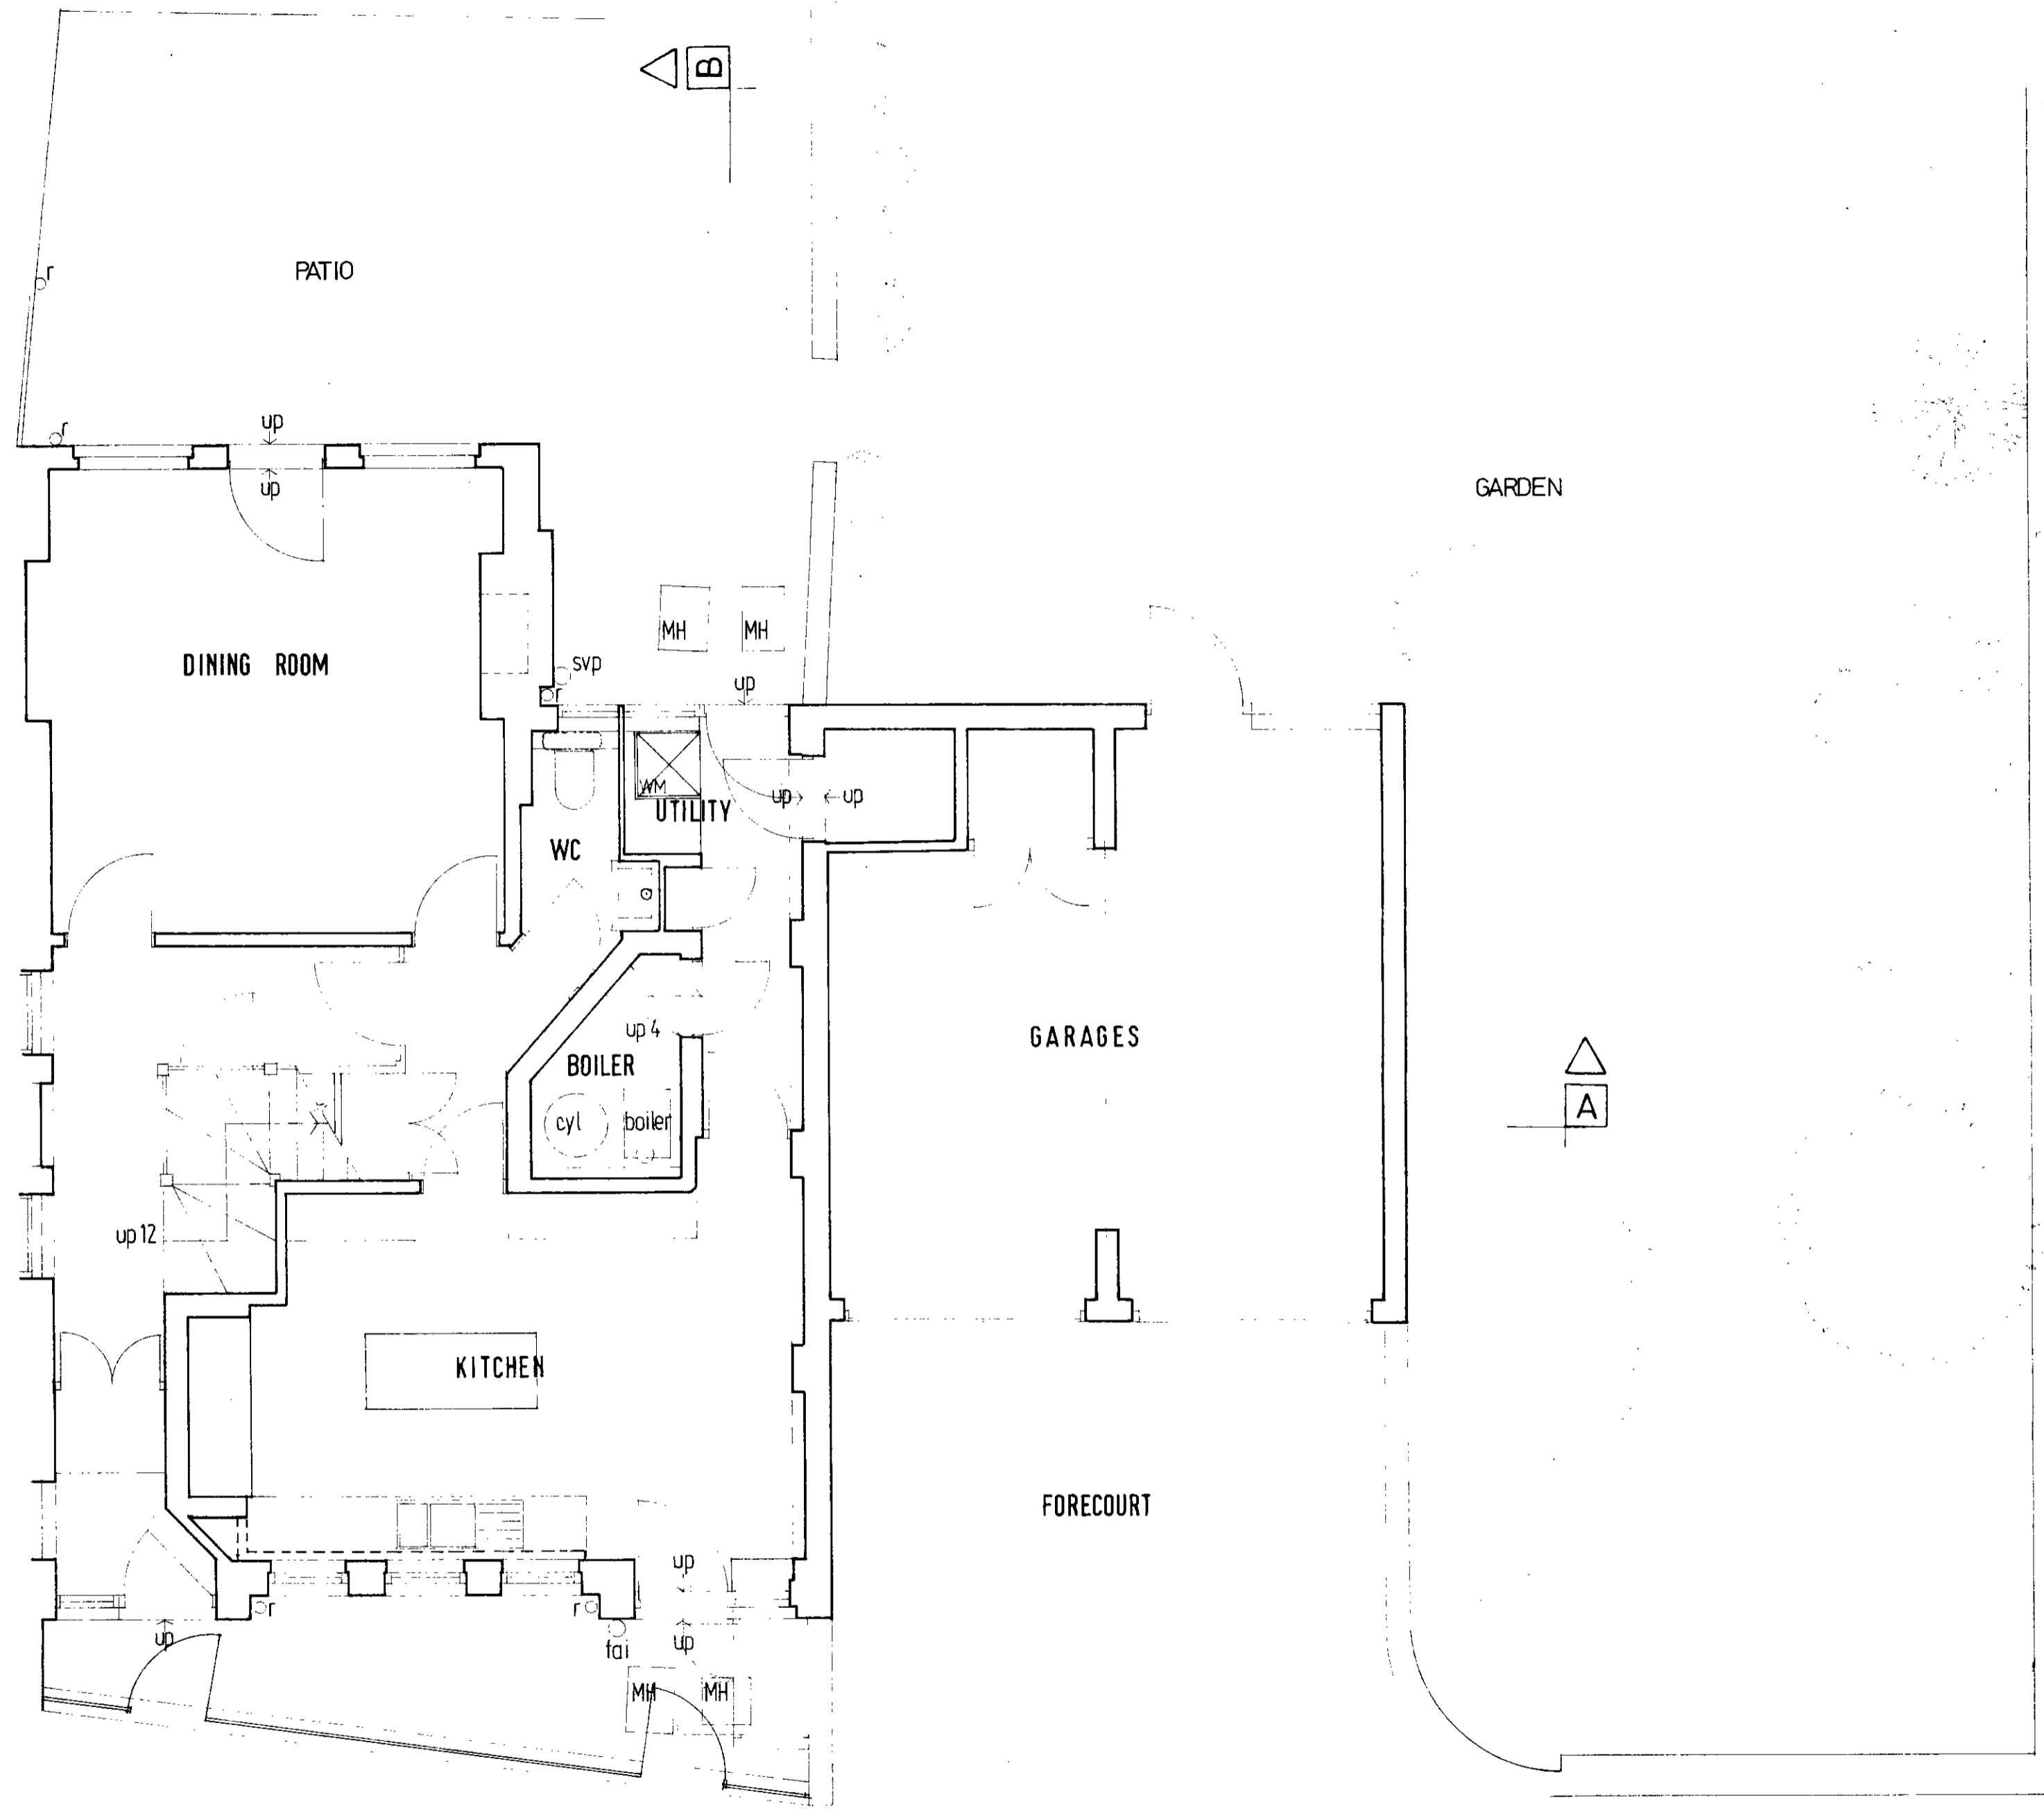 B
PATIO
r
r
up
up
GARDEN
MH
MH
DINING ROOM
svp
r
up
WM
UTILITY
up
up
WC
up 4
BOILER
GARAGES
cyl
boiler
A
up 12
KITCHEN
FORECOURT
up
r
r
up
fai
up
MH
MH